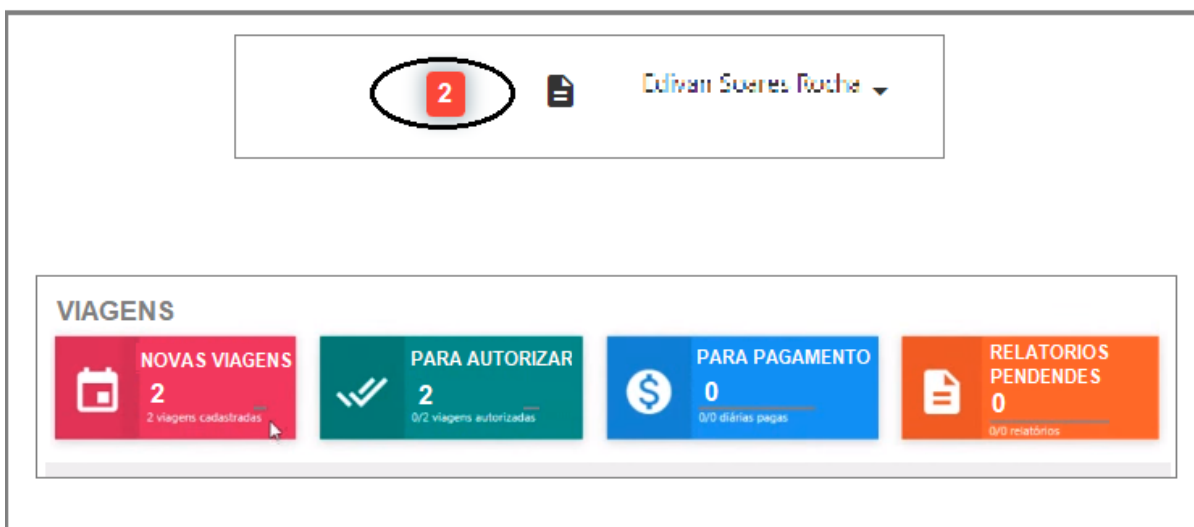 2
Edivan Soares Rocha
VIAGENS
NOVAS VIAGENS
2
2 viagens cadastradas
PARA AUTORIZAR
2
0/2 viagens autorizadas
PARA PAGAMENTO
0
0/0 diárias pagas
RELATORIOS
PENDENDES
0
0/0 relatórios